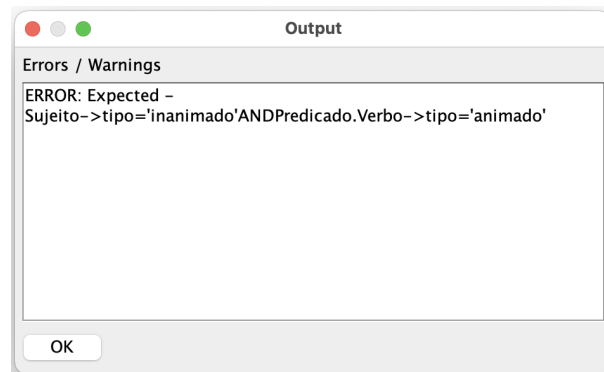 Output
Errors / Warnings
ERROR: Expected –
Sujeito->tipo='inanimado'ANDPredicado.Verbo->tipo='animado'
OK